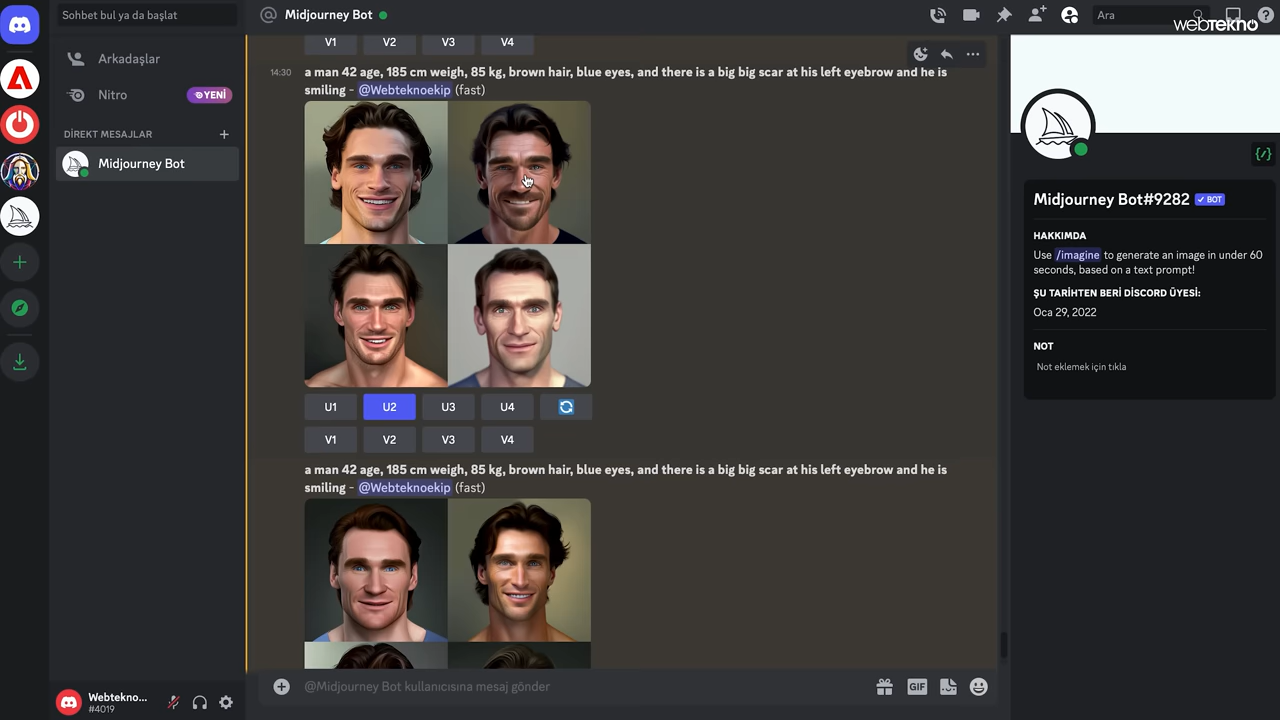 Sohbet bul ya da başlat
Midjourney Bot
Ara
webtekno
Arkadaşlar
Nitro
YENİ
DİREKT MESAJLAR
Midjourney Bot
V1 V2 V3 V4
14:30
a man 42 age, 185 cm weigh, 85 kg, brown hair, blue eyes, and there is a big big scar at his left eyebrow and he is
smiling - @Webteknoekip (fast)
U1 U2 U3 U4
V1 V2 V3 V4
a man 42 age, 185 cm weigh, 85 kg, brown hair, blue eyes, and there is a big big scar at his left eyebrow and he is
smiling - @Webteknoekip (fast)
@Midjourney Bot kullanıcısına mesaj gönder
GIF
Webtekno...
#4019
Midjourney Bot#9282
BOT
HAKKIMDA
Use /imagine to generate an image in under 60
seconds, based on a text prompt!
ŞU TARİHTEN BERİ DİSCORD ÜYESİ:
Oca 29, 2022
NOT
Not eklemek için tıkla